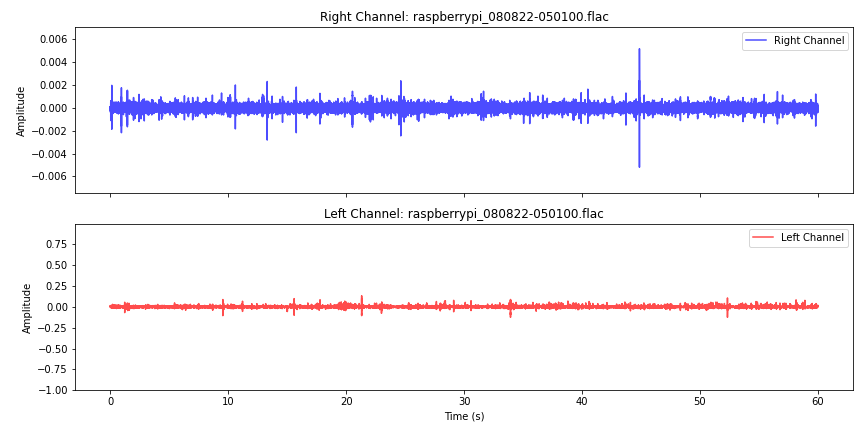 Right Channel: raspberrypi_080822-050100.flac
Right Channel
0.006
0.004
0.002
0.000
−0.002
−0.004
−0.006
Amplitude
Left Channel: raspberrypi_080822-050100.flac
Left Channel
0.75
0.50
0.25
0.00
−0.25
−0.50
−0.75
−1.00
Amplitude
0 10 20 30 40 50 60
Time (s)